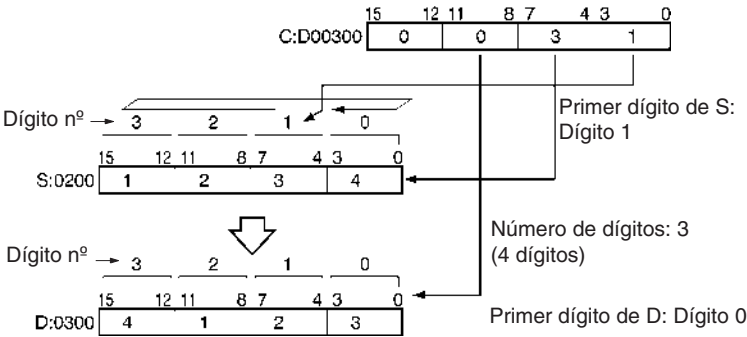 15 12 11 8 7 4 3 0
C:D00300 0 0 3 1
Dígito nº 3 2 1 0
Primer dígito de S:
Dígito 1
15 12 11 8 7 4 3 0
S:0200 1 2 3 4
Número de dígitos: 3
(4 dígitos)
Dígito nº 3 2 1 0
15 12 11 8 7 4 3 0
D:0300 4 1 2 3
Primer dígito de D: Dígito 0